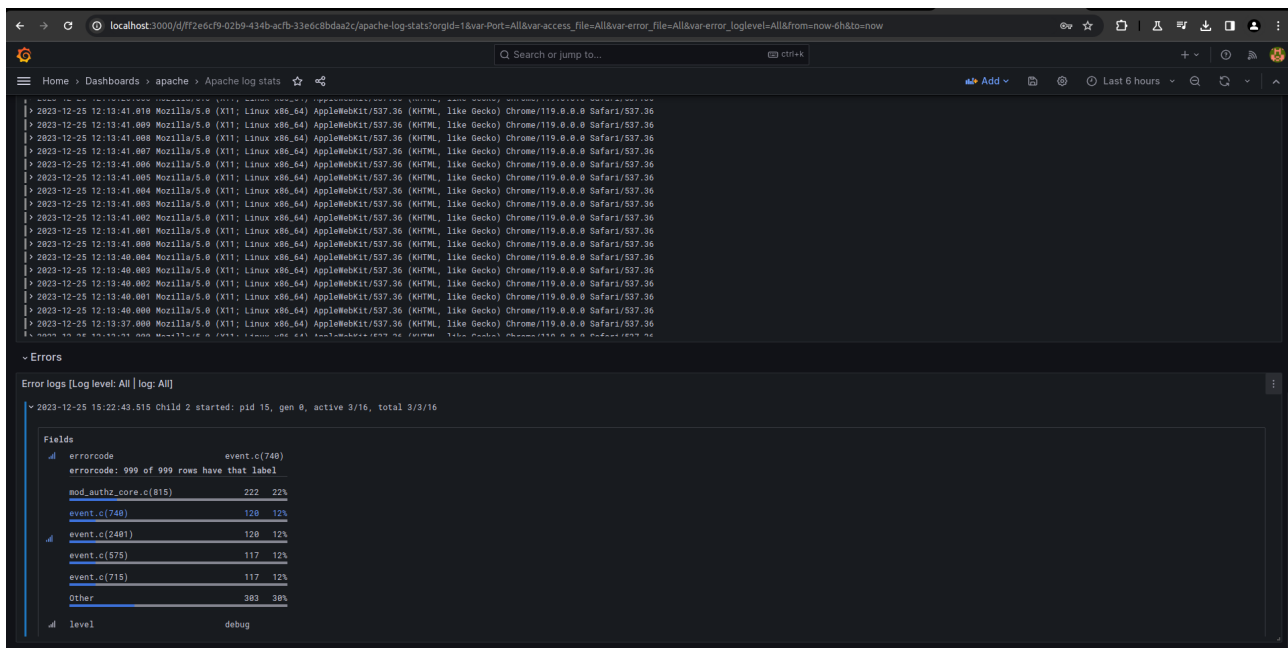 localhost:3000/d/ff2e6cf9-02b9-434b-acfb-33e6c8bdaa2c/apache-log-stats?orgId=1&var-Port=All&var-access_file=All&var-error_file=All&var-error_loglevel=All&from=now-6h&to=now
Search or jump to... ctrl+k
Home › Dashboards › apache › Apache log stats Add Last 6 hours
> 2023-12-25 12:13:41.010 Mozilla/5.0 (X11; Linux x86_64) AppleWebKit/537.36 (KHTML, like Gecko) Chrome/119.0.0.0 Safari/537.36
> 2023-12-25 12:13:41.009 Mozilla/5.0 (X11; Linux x86_64) AppleWebKit/537.36 (KHTML, like Gecko) Chrome/119.0.0.0 Safari/537.36
> 2023-12-25 12:13:41.008 Mozilla/5.0 (X11; Linux x86_64) AppleWebKit/537.36 (KHTML, like Gecko) Chrome/119.0.0.0 Safari/537.36
> 2023-12-25 12:13:41.007 Mozilla/5.0 (X11; Linux x86_64) AppleWebKit/537.36 (KHTML, like Gecko) Chrome/119.0.0.0 Safari/537.36
> 2023-12-25 12:13:41.006 Mozilla/5.0 (X11; Linux x86_64) AppleWebKit/537.36 (KHTML, like Gecko) Chrome/119.0.0.0 Safari/537.36
> 2023-12-25 12:13:41.005 Mozilla/5.0 (X11; Linux x86_64) AppleWebKit/537.36 (KHTML, like Gecko) Chrome/119.0.0.0 Safari/537.36
> 2023-12-25 12:13:41.004 Mozilla/5.0 (X11; Linux x86_64) AppleWebKit/537.36 (KHTML, like Gecko) Chrome/119.0.0.0 Safari/537.36
> 2023-12-25 12:13:41.003 Mozilla/5.0 (X11; Linux x86_64) AppleWebKit/537.36 (KHTML, like Gecko) Chrome/119.0.0.0 Safari/537.36
> 2023-12-25 12:13:41.002 Mozilla/5.0 (X11; Linux x86_64) AppleWebKit/537.36 (KHTML, like Gecko) Chrome/119.0.0.0 Safari/537.36
> 2023-12-25 12:13:41.001 Mozilla/5.0 (X11; Linux x86_64) AppleWebKit/537.36 (KHTML, like Gecko) Chrome/119.0.0.0 Safari/537.36
> 2023-12-25 12:13:41.000 Mozilla/5.0 (X11; Linux x86_64) AppleWebKit/537.36 (KHTML, like Gecko) Chrome/119.0.0.0 Safari/537.36
> 2023-12-25 12:13:40.004 Mozilla/5.0 (X11; Linux x86_64) AppleWebKit/537.36 (KHTML, like Gecko) Chrome/119.0.0.0 Safari/537.36
> 2023-12-25 12:13:40.003 Mozilla/5.0 (X11; Linux x86_64) AppleWebKit/537.36 (KHTML, like Gecko) Chrome/119.0.0.0 Safari/537.36
> 2023-12-25 12:13:40.002 Mozilla/5.0 (X11; Linux x86_64) AppleWebKit/537.36 (KHTML, like Gecko) Chrome/119.0.0.0 Safari/537.36
> 2023-12-25 12:13:40.001 Mozilla/5.0 (X11; Linux x86_64) AppleWebKit/537.36 (KHTML, like Gecko) Chrome/119.0.0.0 Safari/537.36
> 2023-12-25 12:13:40.000 Mozilla/5.0 (X11; Linux x86_64) AppleWebKit/537.36 (KHTML, like Gecko) Chrome/119.0.0.0 Safari/537.36
> 2023-12-25 12:13:37.000 Mozilla/5.0 (X11; Linux x86_64) AppleWebKit/537.36 (KHTML, like Gecko) Chrome/119.0.0.0 Safari/537.36
Errors
Error logs [Log level: All | log: All]
2023-12-25 15:22:43.515 Child 2 started: pid 15, gen 0, active 3/16, total 3/3/16
Fields
errorcode event.c(740)
errorcode: 999 of 999 rows have that label
mod_authz_core.c(815) 222 22%
event.c(740) 120 12%
event.c(2401) 120 12%
event.c(575) 117 12%
event.c(715) 117 12%
Other 303 30%
level debug